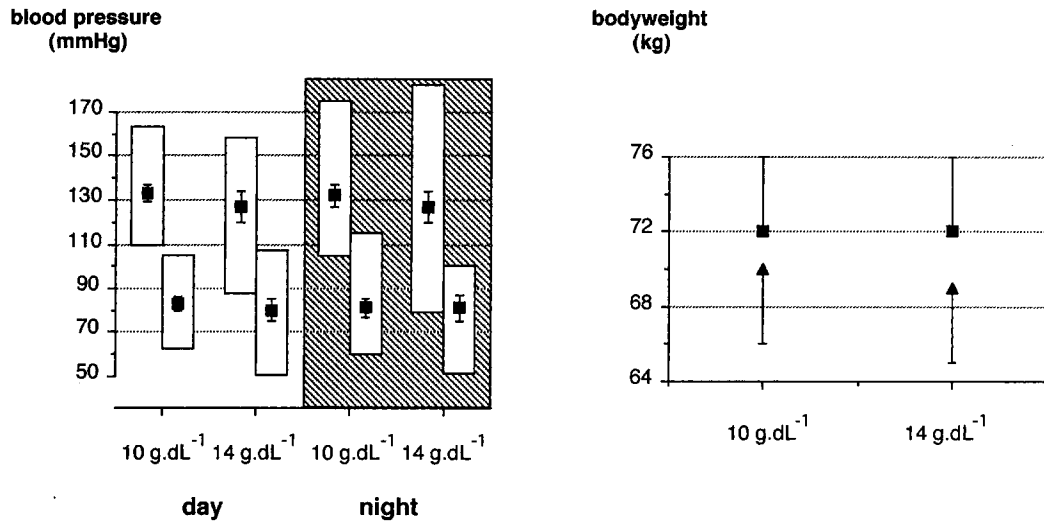 blood pressure
(mmHg)
170
150
130
110
90
70
50
10 g.dL⁻¹ 14 g.dL⁻¹ 10 g.dL⁻¹ 14 g.dL⁻¹
day night
bodyweight
(kg)
76
72
68
64
10 g.dL⁻¹ 14 g.dL⁻¹